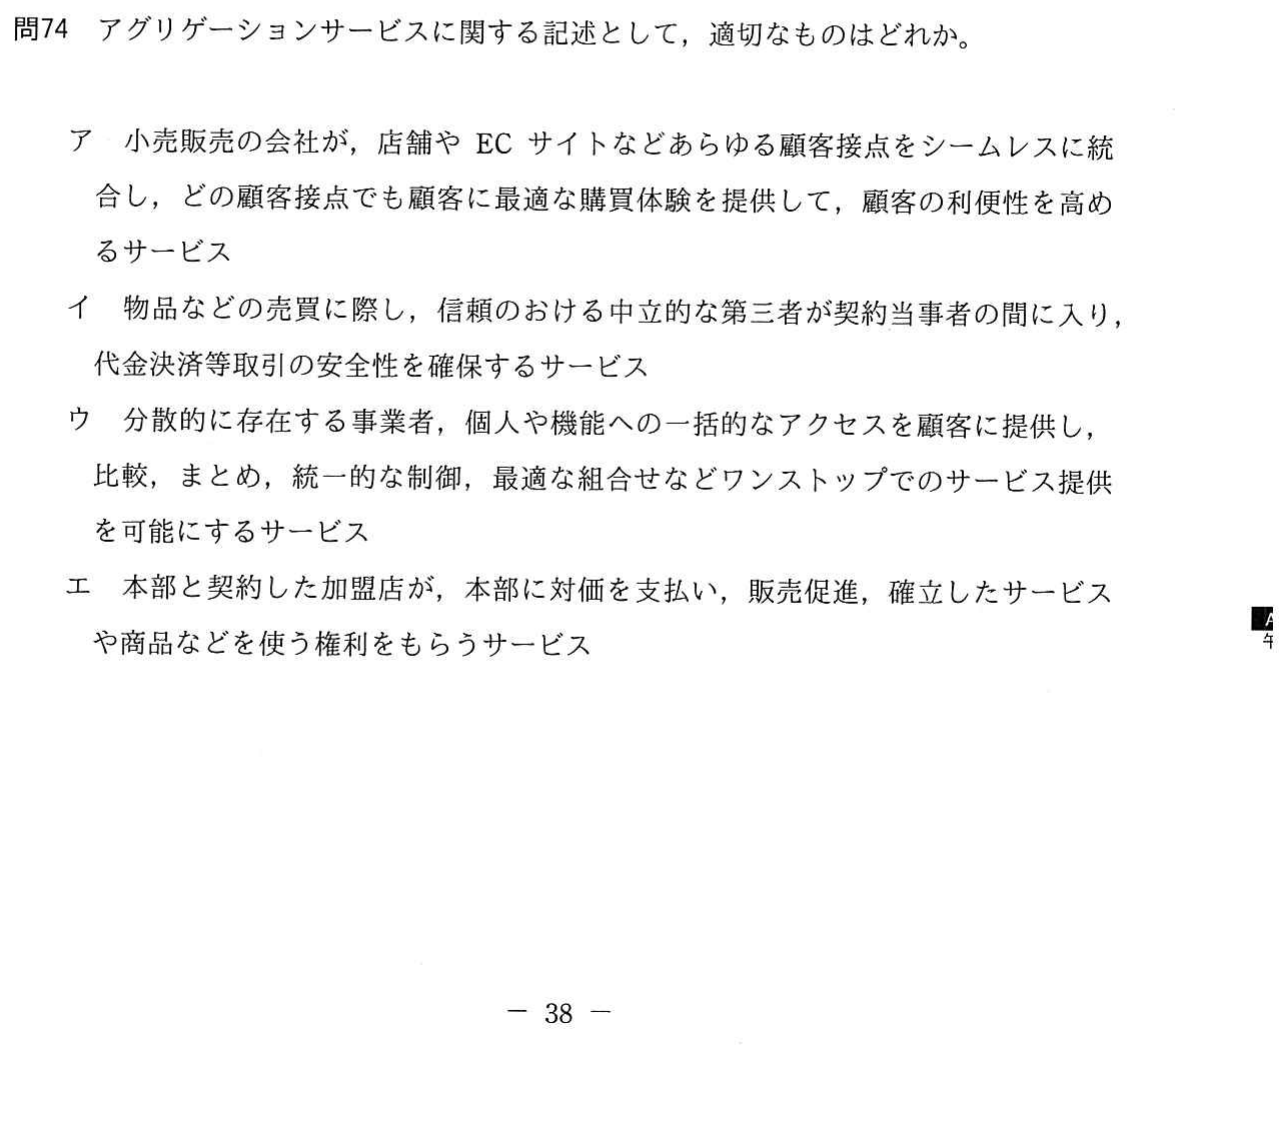 問74 アグリゲーションサービスに関する記述として，適切なものはどれか。
ア 小売販売の会社が，店舗や EC サイトなどあらゆる顧客接点をシームレスに統
合し，どの顧客接点でも顧客に最適な購買体験を提供して，顧客の利便性を高め
るサービス
イ 物品などの売買に際し，信頼のおける中立的な第三者が契約当事者の間に入り，
代金決済等取引の安全性を確保するサービス
ウ 分散的に存在する事業者，個人や機能への一括的なアクセスを顧客に提供し，
比較，まとめ，統一的な制御，最適な組合せなどワンストップでのサービス提供
を可能にするサービス
エ 本部と契約した加盟店が，本部に対価を支払い，販売促進，確立したサービス
や商品などを使う権利をもらうサービス
－ 38 －